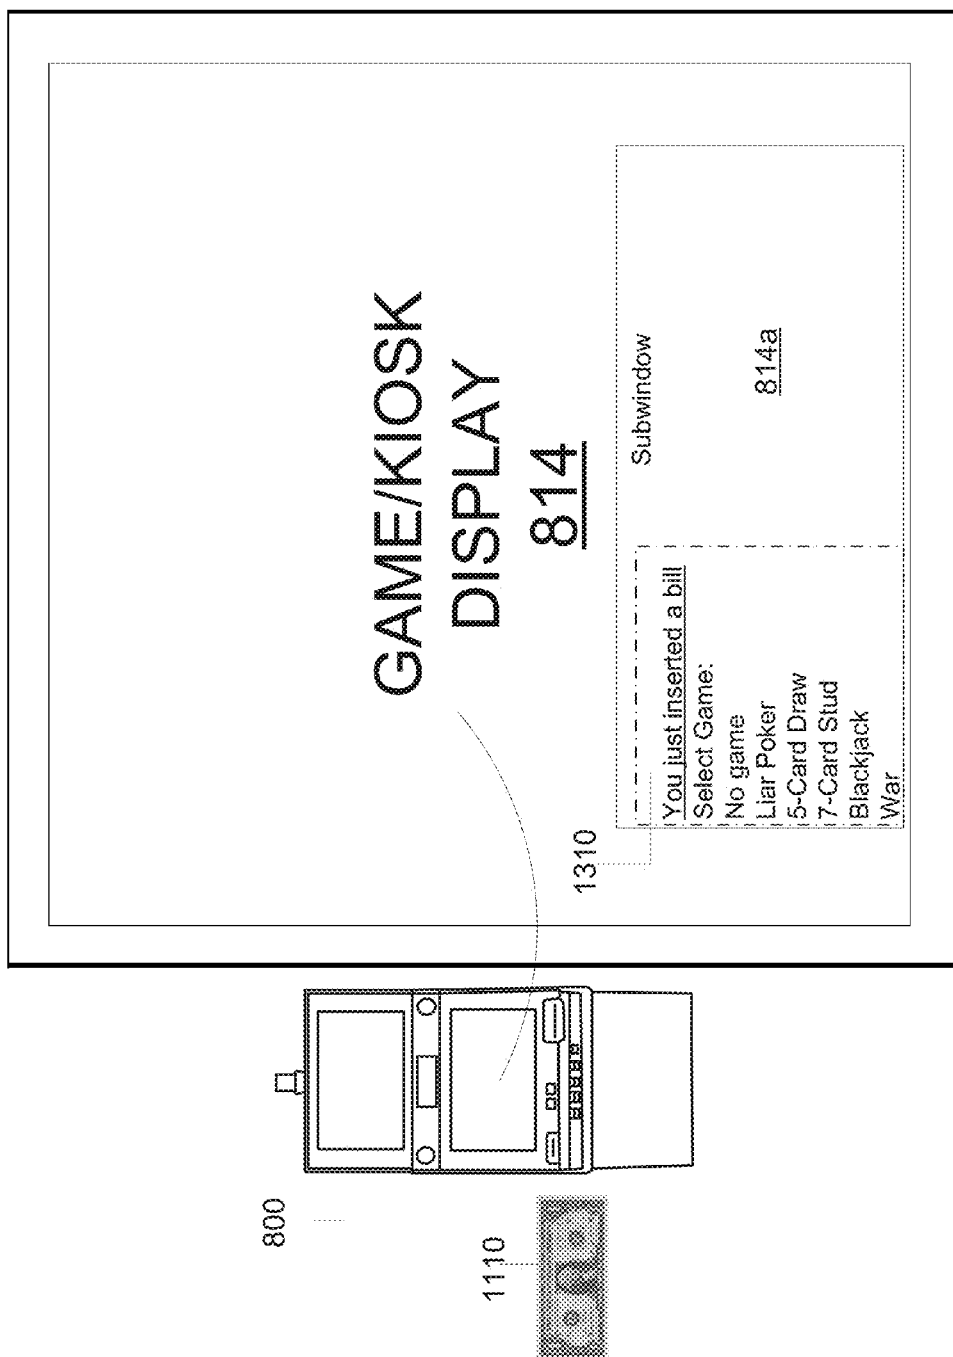 800
1110
GAME/KIOSK
DISPLAY
814
1310
Subwindow
814a
You just inserted a bill
Select Game:
No game
Liar Poker
5-Card Draw
7-Card Stud
Blackjack
War